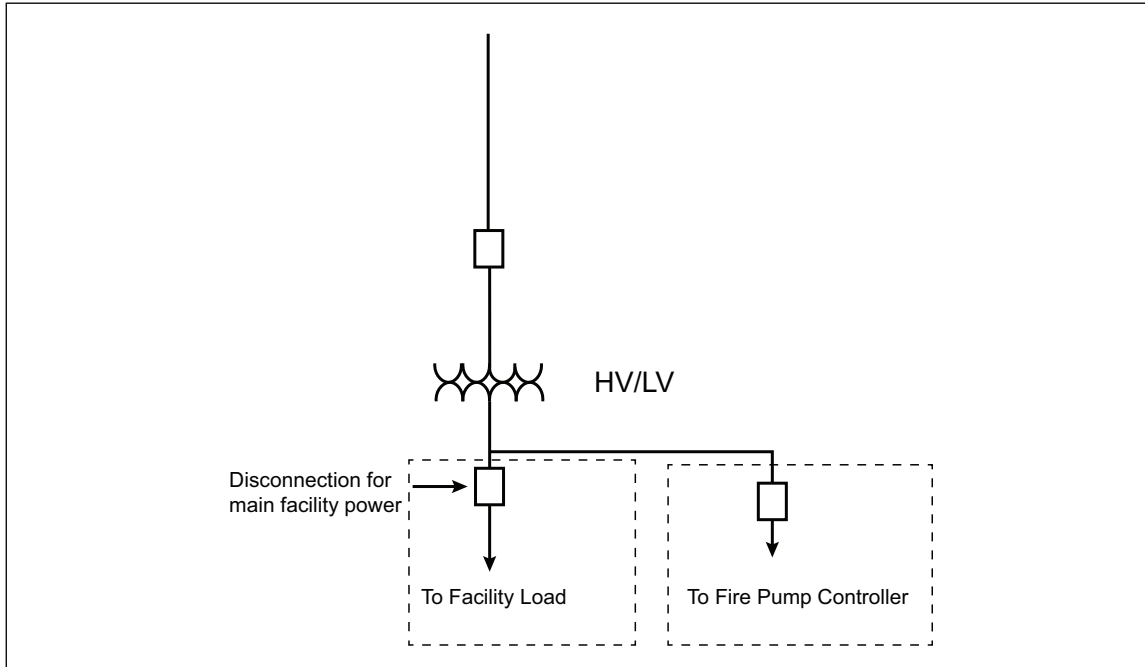 HV/LV
Disconnection for
main facility power
To Facility Load
To Fire Pump Controller